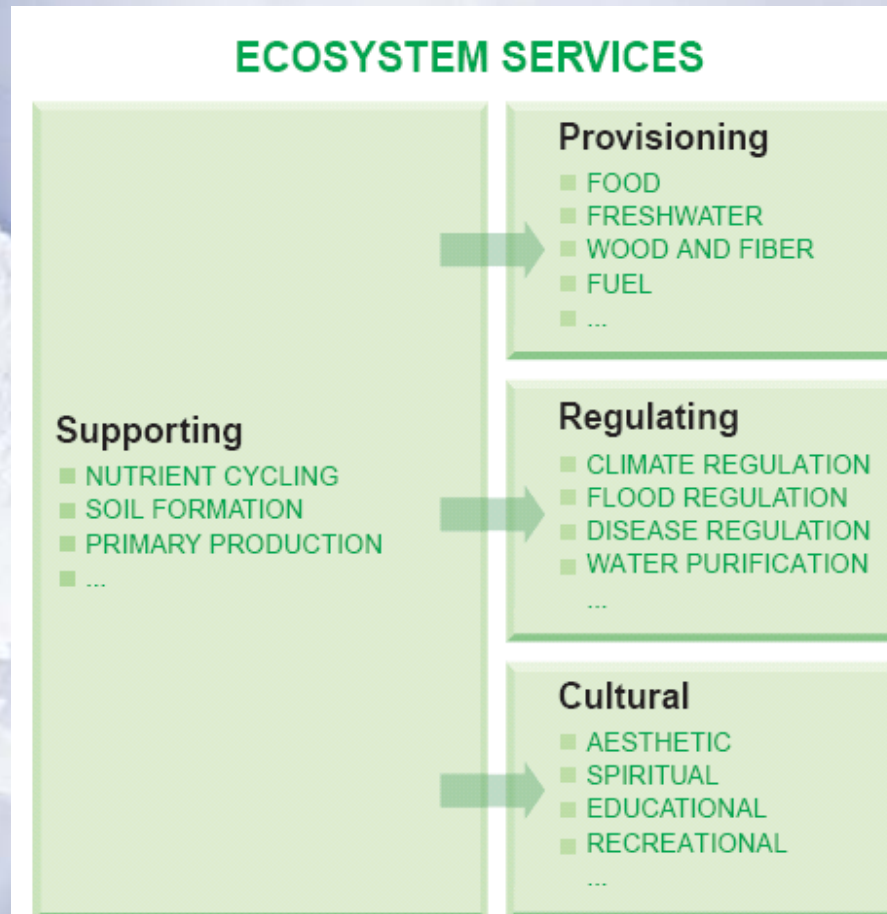 ECOSYSTEM SERVICES
Supporting
NUTRIENT CYCLING
SOIL FORMATION
PRIMARY PRODUCTION
...
Provisioning
FOOD
FRESHWATER
WOOD AND FIBER
FUEL
...
Regulating
CLIMATE REGULATION
FLOOD REGULATION
DISEASE REGULATION
WATER PURIFICATION
...
Cultural
AESTHETIC
SPIRITUAL
EDUCATIONAL
RECREATIONAL
...